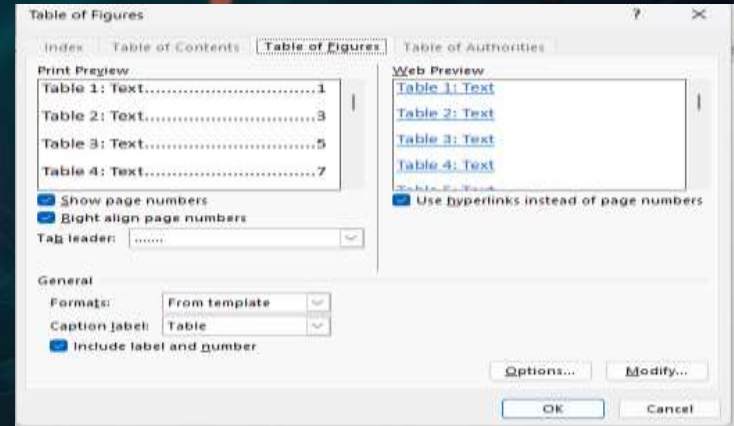 Table of Figures ? ×
Index Table of Contents Table of Figures Table of Authorities
Print Preview Web Preview
Table 1: Text..............................1 Table 1: Text
Table 2: Text..............................3 Table 2: Text
Table 3: Text..............................5 Table 3: Text
Table 4: Text..............................7 Table 4: Text
Table 5: Text
Show page numbers Use hyperlinks instead of page numbers
Right align page numbers
Tab leader: .......
General
Formats: From template
Caption label: Table
Include label and number
Options... Modify...
OK Cancel